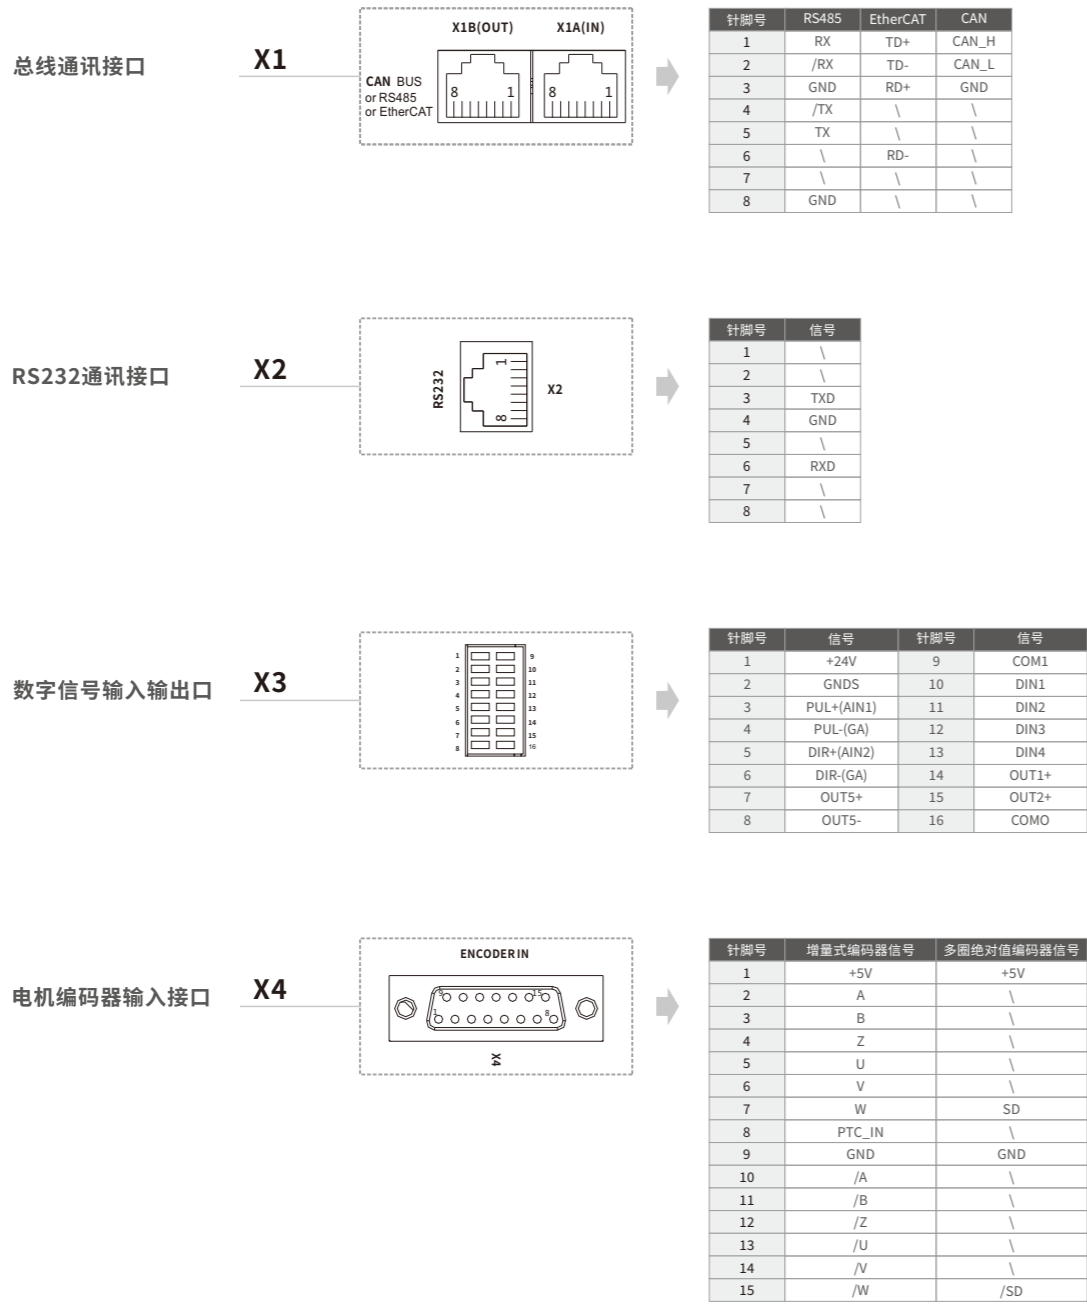 总线通讯接口
X1
X1B(OUT) X1A(IN)
CAN BUS
or RS485
or EtherCAT
8 1 8 1
针脚号 RS485 EtherCAT CAN
1 RX TD+ CAN_H
2 /RX TD- CAN_L
3 GND RD+ GND
4 /TX \ \
5 TX \ \
6 \ RD- \
7 \ \ \
8 GND \ \
RS232通讯接口
X2
RS232
1
8
X2
针脚号 信号
1 \
2 \
3 TXD
4 GND
5 \
6 RXD
7 \
8 \
数字信号输入输出口
X3
1 9
2 10
3 11
4 12
5 13
6 14
7 15
8 16
针脚号 信号 针脚号 信号
1 +24V 9 COM1
2 GNDS 10 DIN1
3 PUL+(AIN1) 11 DIN2
4 PUL-(GA) 12 DIN3
5 DIR+(AIN2) 13 DIN4
6 DIR-(GA) 14 OUT1+
7 OUT5+ 15 OUT2+
8 OUT5- 16 COMO
电机编码器输入接口
X4
ENCODER IN
9 15
1 8
X4
针脚号 增量式编码器信号 多圈绝对值编码器信号
1 +5V +5V
2 A \
3 B \
4 Z \
5 U \
6 V \
7 W SD
8 PTC_IN \
9 GND GND
10 /A \
11 /B \
12 /Z \
13 /U \
14 /V \
15 /W /SD